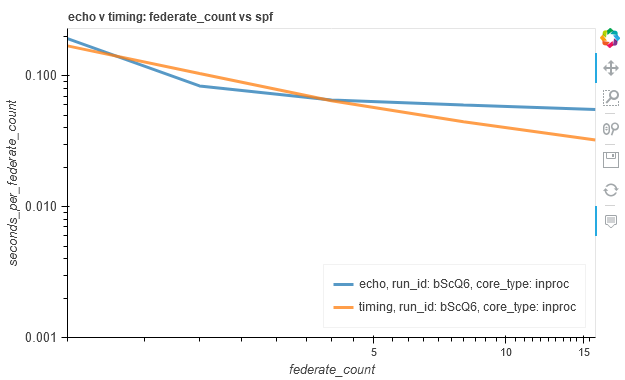 echo v timing: federate_count vs spf
seconds_per_federate_count
0.100
0.010
0.001
echo, run_id: bScQ6, core_type: inproc
timing, run_id: bScQ6, core_type: inproc
5
10
15
federate_count